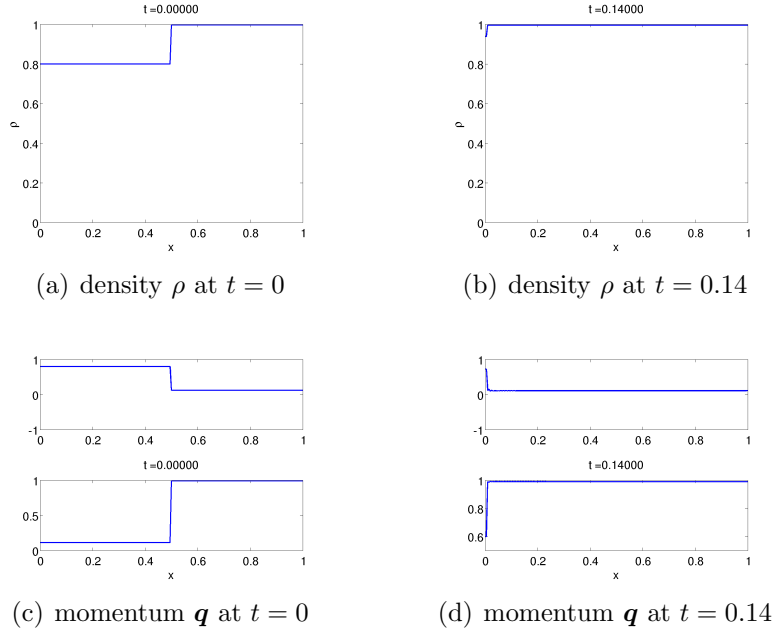 t =0.00000
t =0.14000
1
0.8
0.6
0.4
0.2
0
ρ
0 0.2 0.4 0.6 0.8 1
x
1
0.8
0.6
0.4
0.2
0
ρ
0 0.2 0.4 0.6 0.8 1
x
(a) density ρ at t = 0
(b) density ρ at t = 0.14
1
0
-1
0 0.2 0.4 0.6 0.8 1
1
0
-1
0 0.2 0.4 0.6 0.8 1
t =0.00000
t =0.14000
1
0.5
0
0 0.2 0.4 0.6 0.8 1
x
1
0.8
0.6
0 0.2 0.4 0.6 0.8 1
x
(c) momentum q at t = 0
(d) momentum q at t = 0.14